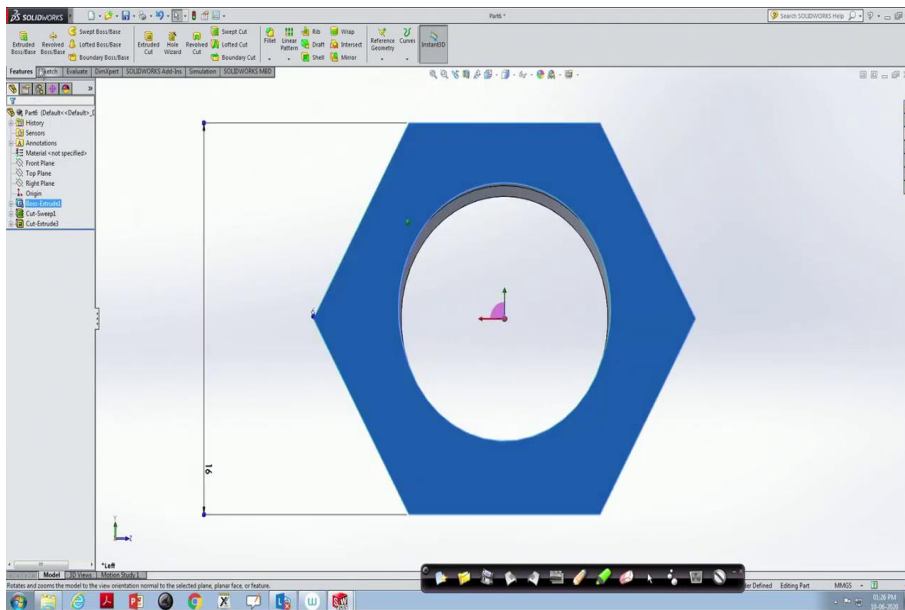 SOLIDWORKS
Part6 *
Search SOLIDWORKS Help
Extruded Boss/Base
Revolved Boss/Base
Swept Boss/Base
Lofted Boss/Base
Boundary Boss/Base
Extruded Cut
Hole Wizard
Revolved Cut
Swept Cut
Lofted Cut
Boundary Cut
Fillet
Linear Pattern
Rib
Draft
Shell
Wrap
Intersect
Mirror
Reference Geometry
Curves
Instant3D
Features Sketch Evaluate DimXpert SOLIDWORKS Add-Ins Simulation SOLIDWORKS MBD
Part6 (Default<<Default>_D
History
Sensors
Annotations
Material <not specified>
Front Plane
Top Plane
Right Plane
Origin
Boss-Extrude1
Cut-Sweep1
Cut-Extrude3
16
Y
Z
*Left
Model 3D Views Motion Study 1
Rotates and zooms the model to the view orientation normal to the selected plane, planar face, or feature.
Defined Editing Part MMGS
01:26 PM
10-06-2020